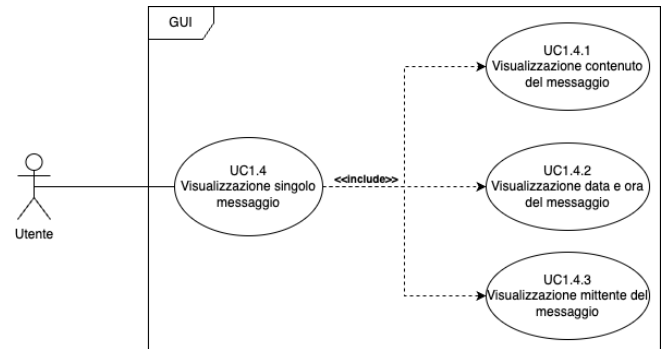 GUI
UC1.4.1
Visualizzazione contenuto
del messaggio
UC1.4
Visualizzazione singolo
messaggio
<<include>>
UC1.4.2
Visualizzazione data e ora
del messaggio
Utente
UC1.4.3
Visualizzazione mittente del
messaggio